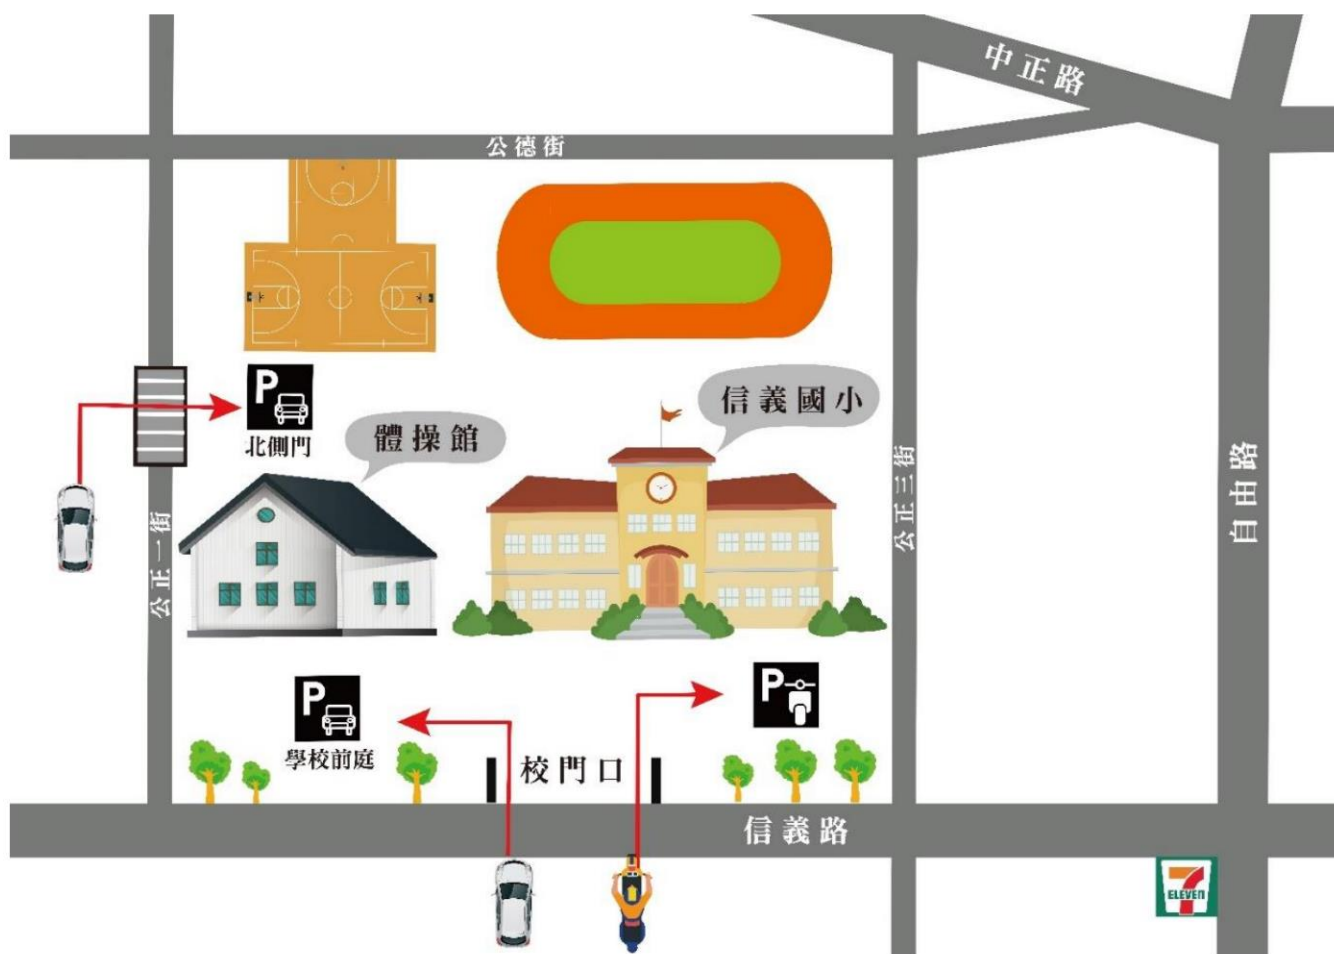 中正路
公德街
信義國小
P
北側門
體操館
公正一街
公正三街
自由路
P
學校前庭
P
校門口
信義路
7
ELEVEn